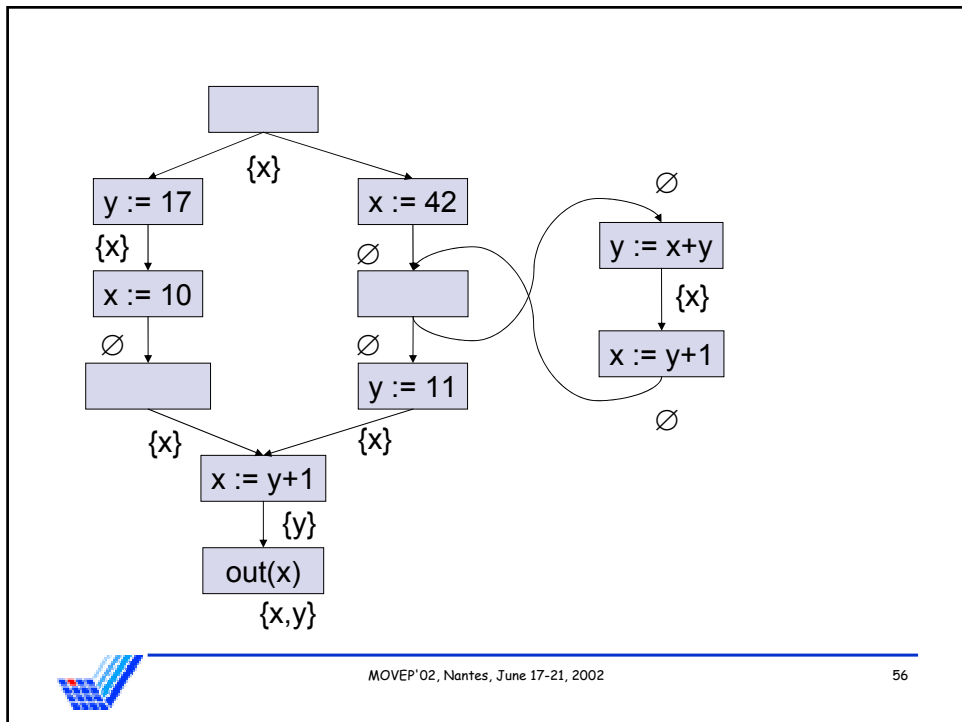 {x}
∅
y := 17
x := 42
y := x+y
{x}
∅
{x}
x := 10
x := y+1
∅
∅
y := 11
∅
{x}
{x}
x := y+1
{y}
out(x)
{x,y}
MOVEP'02, Nantes, June 17-21, 2002
56